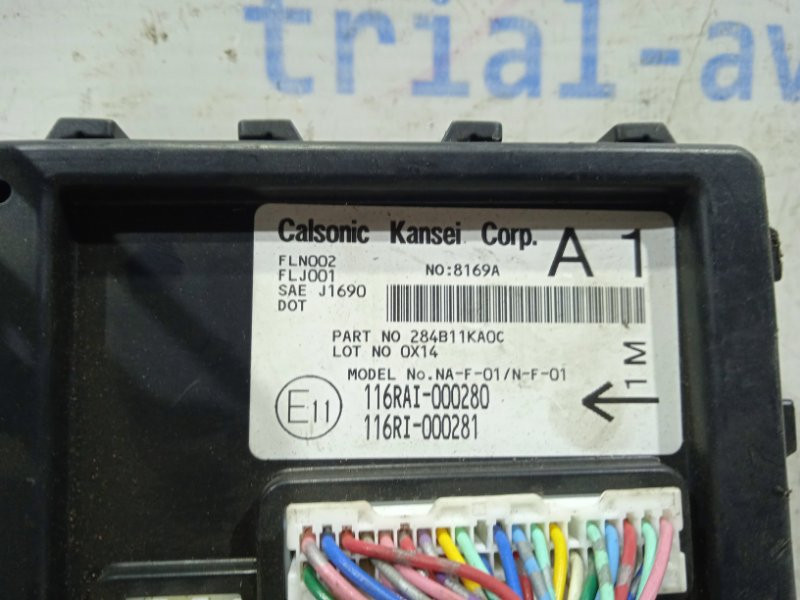 trial-av
Calsonic Kansei Corp. A 1
FLN002
FLJ001 NO:8169A
SAE J1690
DOT
PART NO 284B11KA0C
LOT NO 0X14
MODEL No.NA-F-01/N-F-01
1M
E11 116RAI-000280
116RI-000281